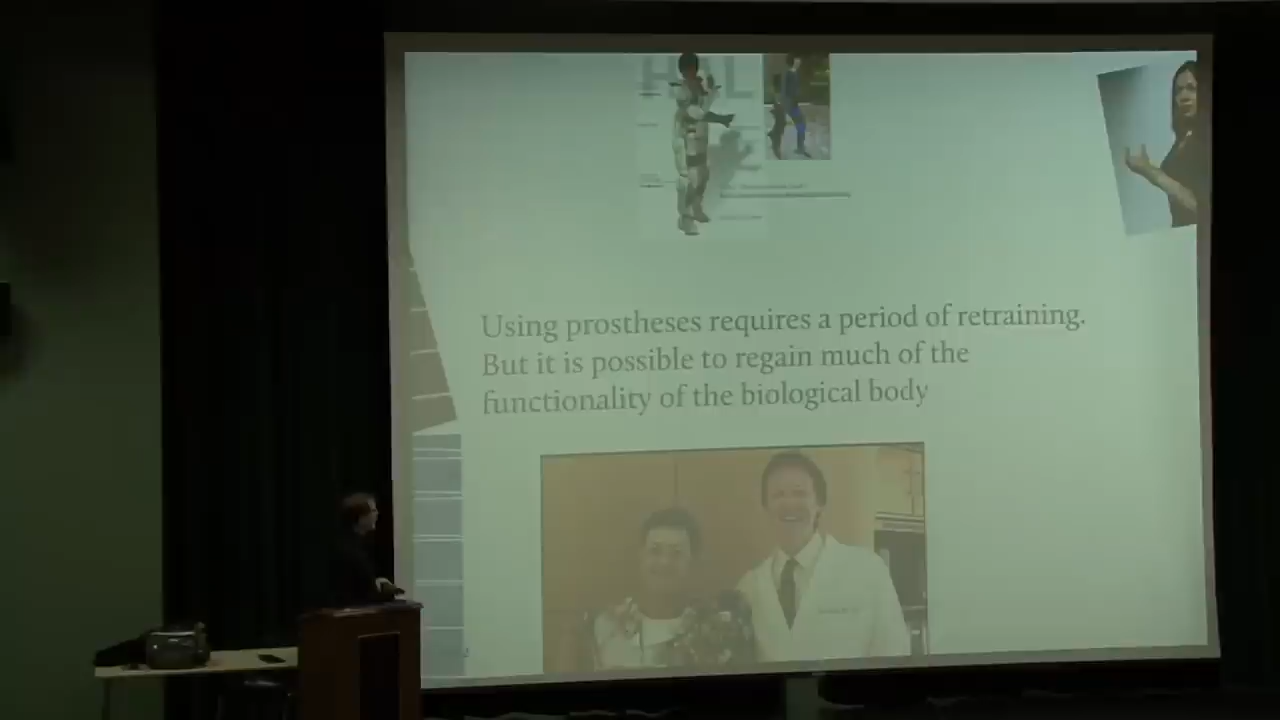 HAL
Using prostheses requires a period of retraining.
But it is possible to regain much of the
functionality of the biological body